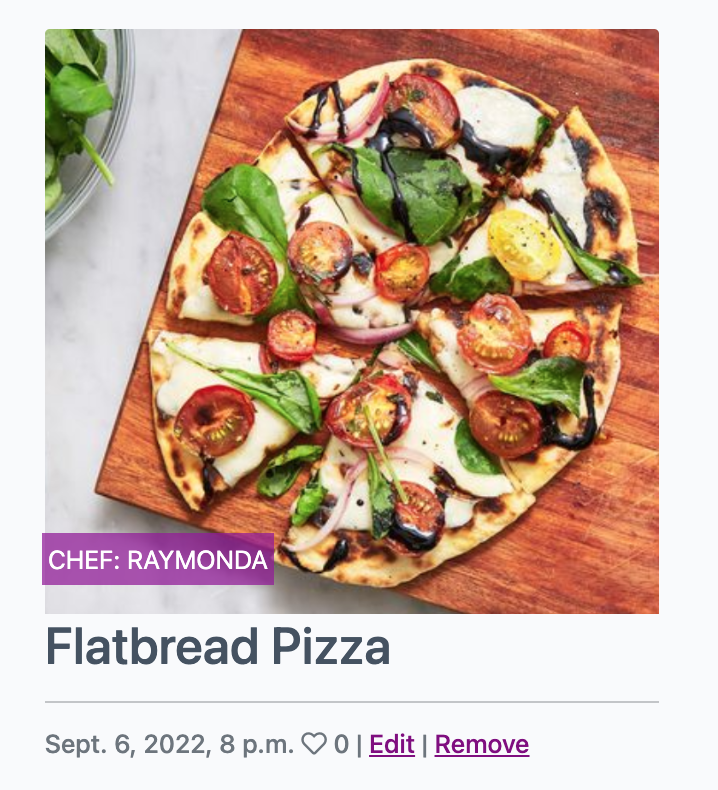 CHEF: RAYMONDA
Flatbread Pizza
Sept. 6, 2022, 8 p.m. 0 | Edit | Remove